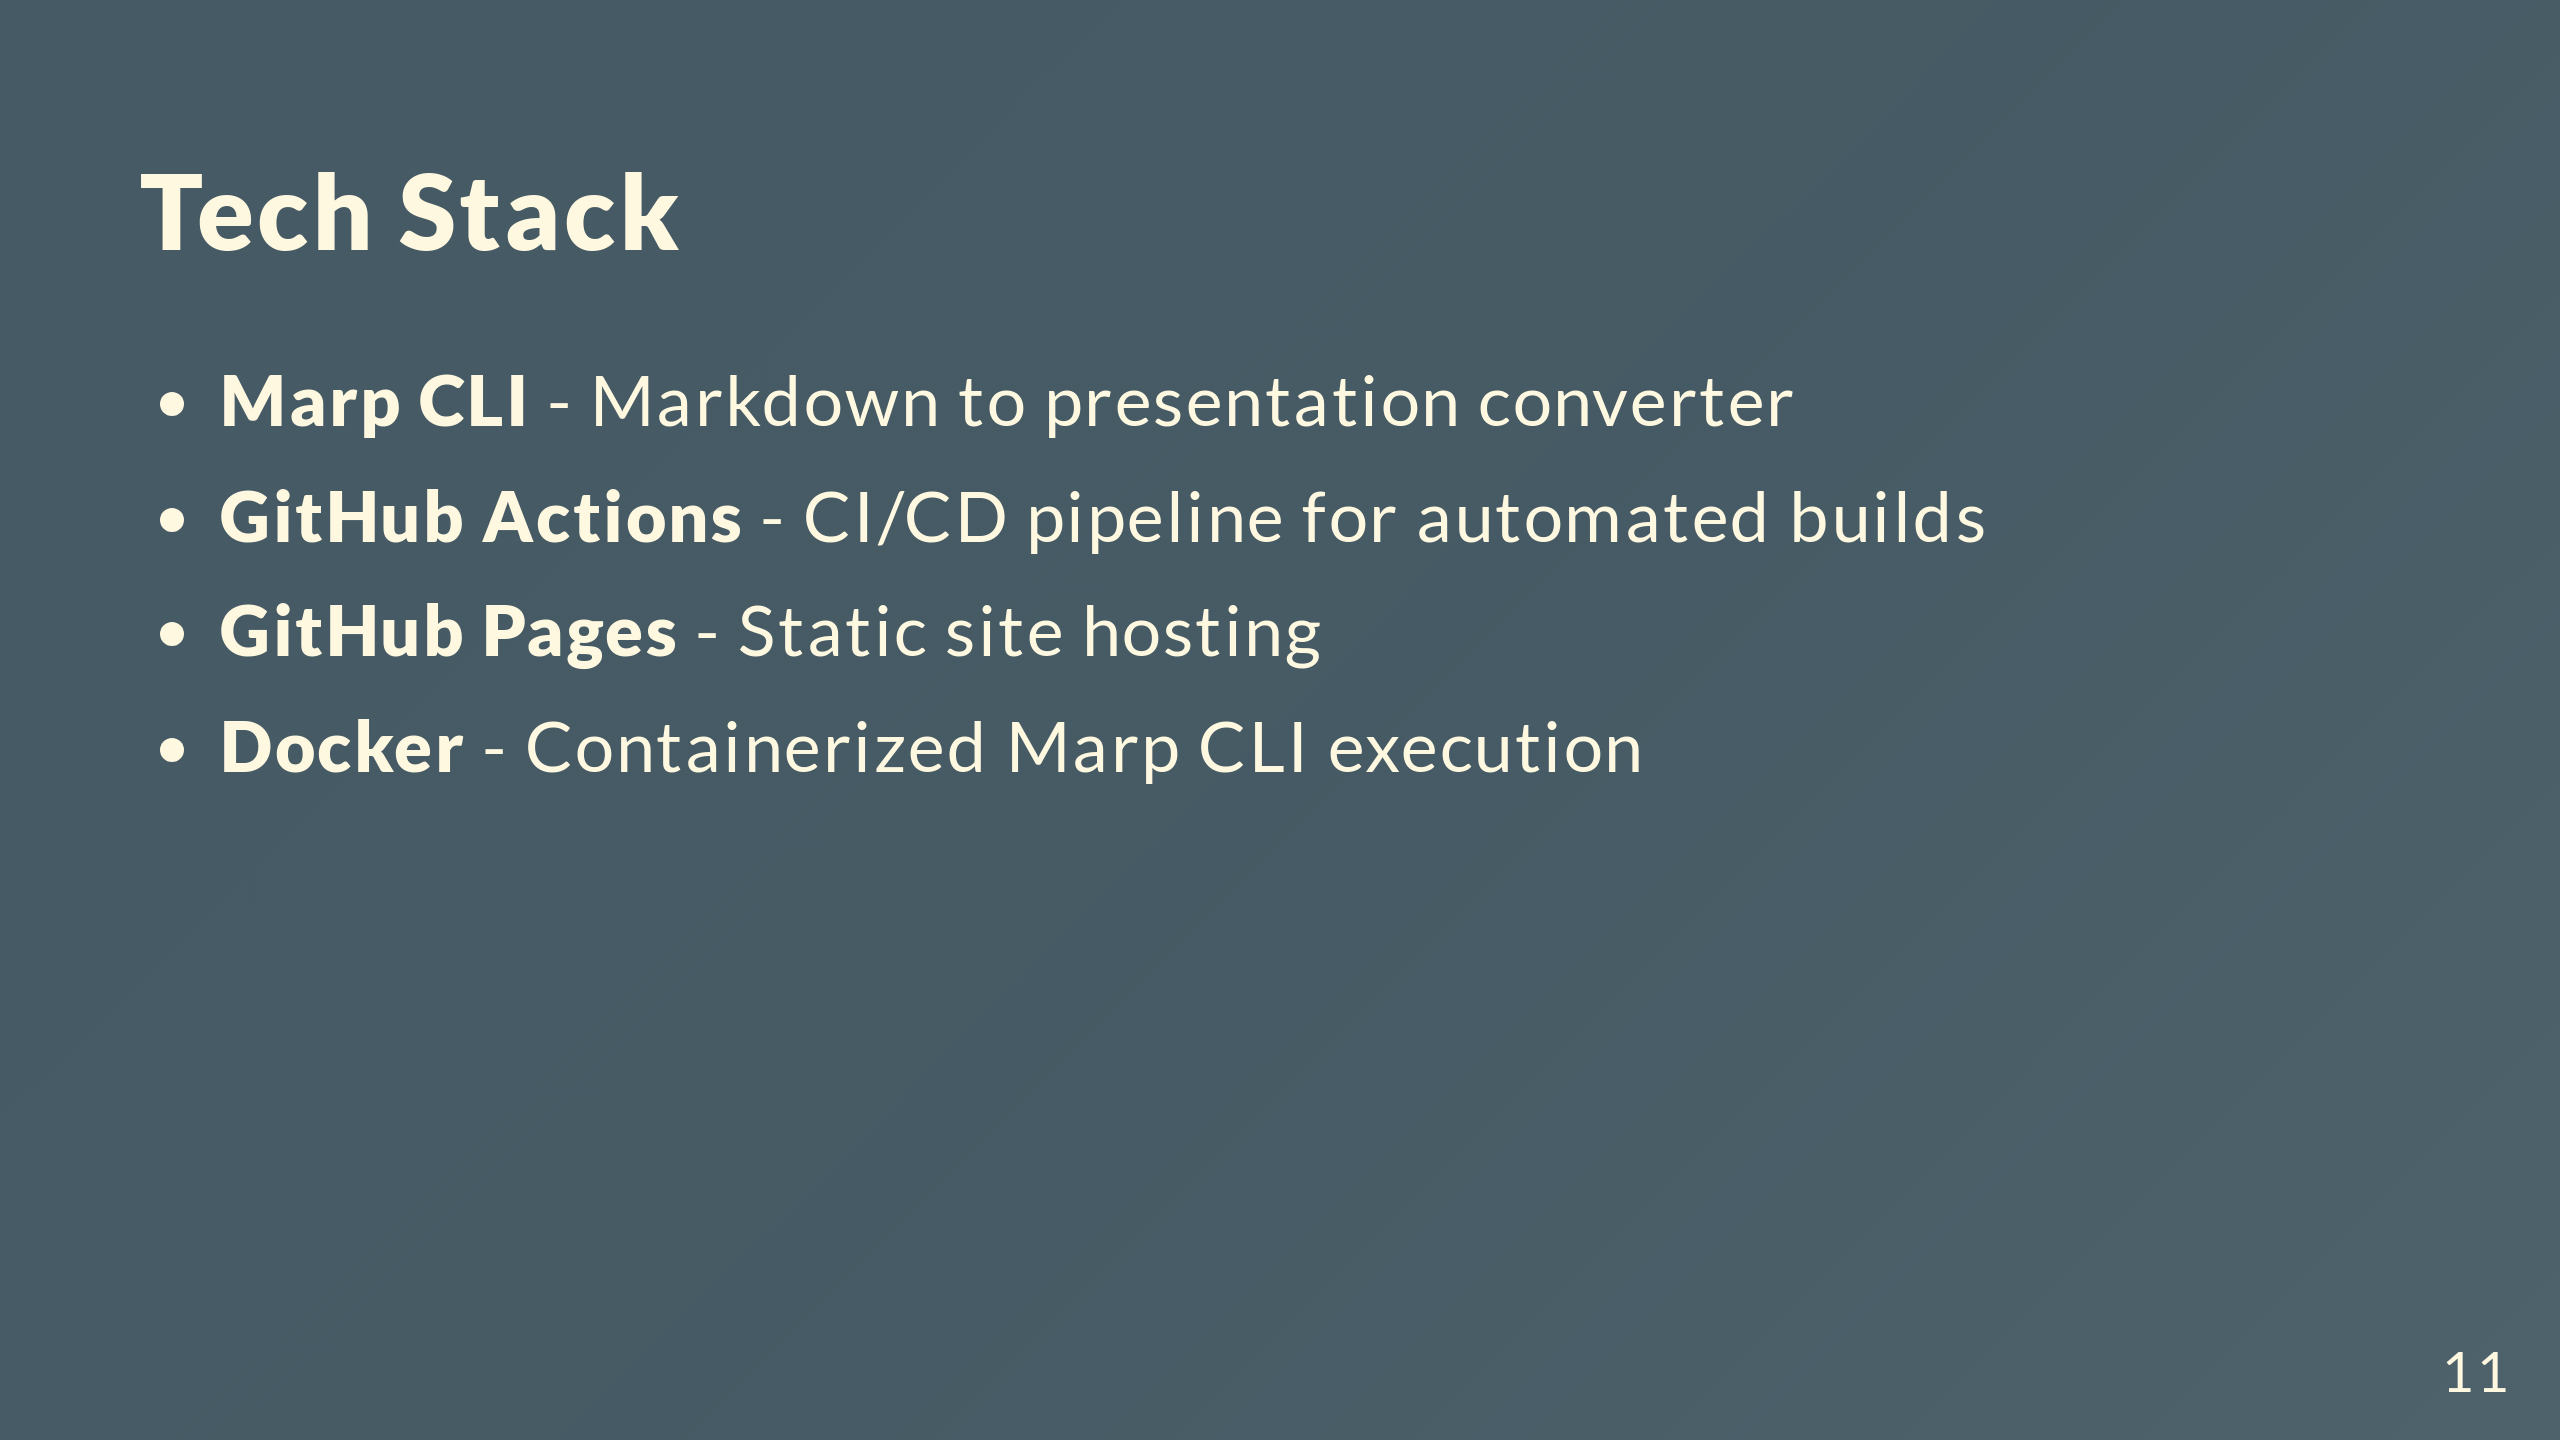 Tech Stack
• Marp CLI - Markdown to presentation converter
• GitHub Actions - CI/CD pipeline for automated builds
• GitHub Pages - Static site hosting
• Docker - Containerized Marp CLI execution
11